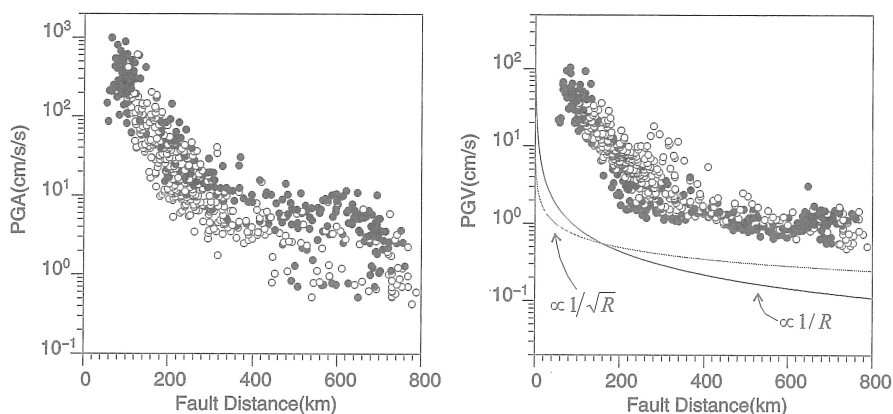 PGA(cm/s/s)
10³
10²
10¹
10⁰
10⁻¹
0 200 400 600 800
Fault Distance(km)
PGV(cm/s)
10²
10¹
10⁰
10⁻¹
∝1/√R
∝1/R
0 200 400 600 800
Fault Distance(km)